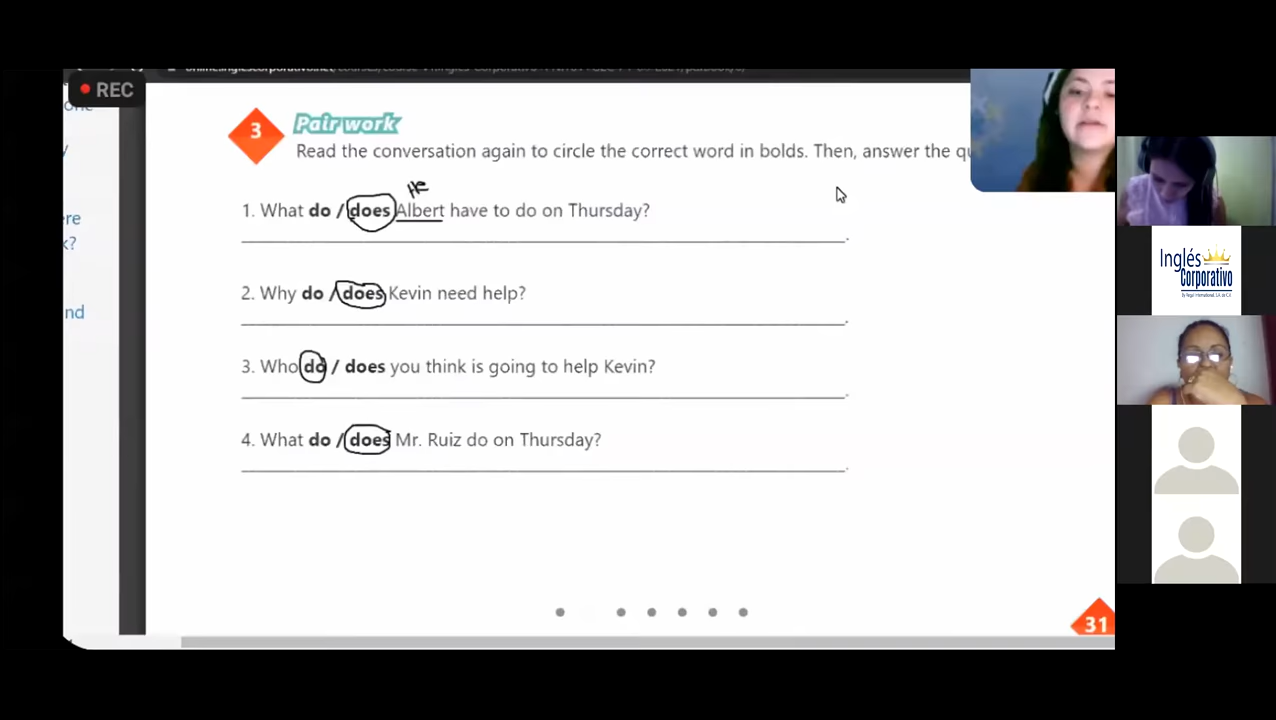 REC
one
y
ere
k?
nd
3
Pair work
Read the conversation again to circle the correct word in bolds. Then, answer the qu
He
1. What do / does Albert have to do on Thursday?
2. Why do / does Kevin need help?
3. Who do / does you think is going to help Kevin?
4. What do / does Mr. Ruiz do on Thursday?
31
Inglés
Corporativo